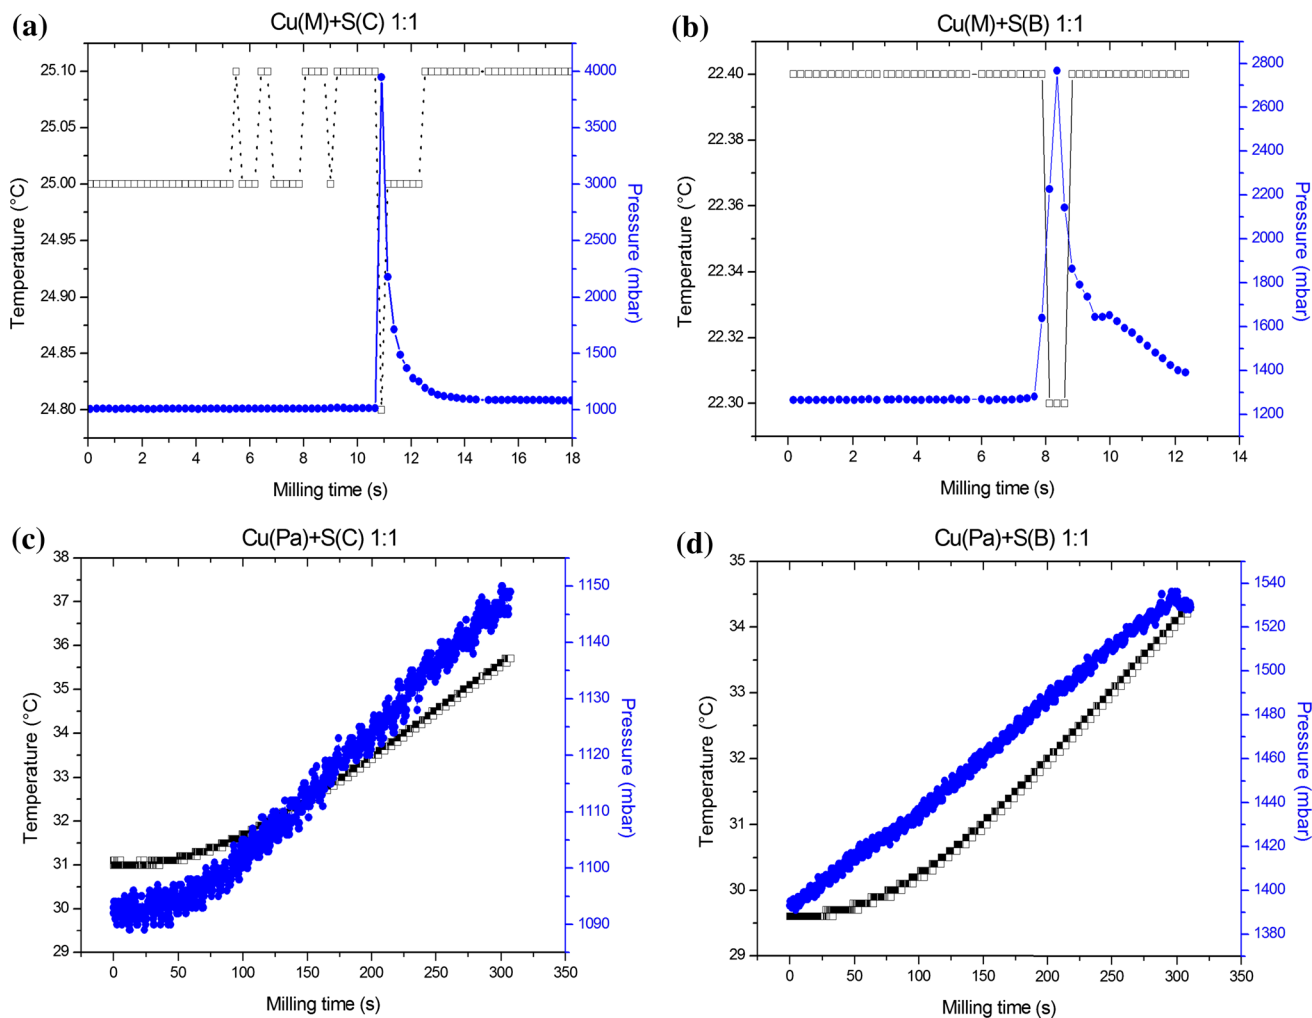 (a)
Cu(M)+S(C) 1:1
25.10
25.05
25.00
24.95
24.90
24.85
24.80
Temperature (°C)
4000
3500
3000
2500
2000
1500
1000
Pressure (mbar)
0 2 4 6 8 10 12 14 16 18
Milling time (s)
(b)
Cu(M)+S(B) 1:1
22.40
22.38
22.36
22.34
22.32
22.30
Temperature (°C)
2800
2600
2400
2200
2000
1800
1600
1400
1200
Pressure (mbar)
0 2 4 6 8 10 12 14
Milling time (s)
(c)
Cu(Pa)+S(C) 1:1
38
37
36
35
34
33
32
31
30
29
Temperature (°C)
1150
1140
1130
1120
1110
1100
1090
Pressure (mbar)
0 50 100 150 200 250 300 350
Milling time (s)
(d)
Cu(Pa)+S(B) 1:1
35
34
33
32
31
30
29
Temperature (°C)
1540
1520
1500
1480
1460
1440
1420
1400
1380
Pressure (mbar)
0 50 100 150 200 250 300 350
Milling time (s)